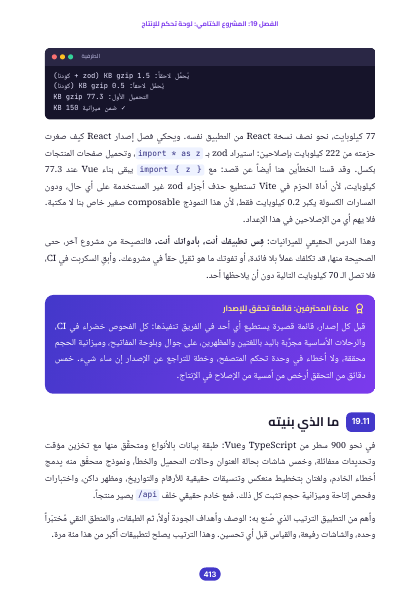 الفصل 19: المشروع الختامي: لوحة تحكم للإنتاج
الطرفية
يُحمَّل لاحقًا: 1.5 KB gzip (zod + كودنا)
يُحمَّل لاحقًا: 0.5 KB gzip (كودنا)
التحميل الأول: 77.3 KB gzip
✓ ضمن ميزانية 150 KB
77 كيلوبايت، نحو نصف نسخة React من التطبيق نفسه. ويحكي فصل إصدار React كيف صغرت
حزمته من 222 كيلوبايت بإصلاحين: استيراد zod بـ import * as z، وتحميل صفحات المنتجات
بكسل. وقد قسنا الخطأين هنا أيضاً عن قصد: مع import { z } يبقى بناء Vue عند 77.3
كيلوبايت، لأن أداة الحزم في Vite تستطيع حذف أجزاء zod غير المستخدمة على أي حال، ودون
المسارات الكسولة يكبر 0.2 كيلوبايت فقط، لأن هذا النموذج composable صغير خاص بنا لا مكتبة.
فلا يهم أي من الإصلاحين في هذا الإعداد.
وهذا الدرس الحقيقي للميزانيات: قِس تطبيقك أنت، بأدواتك أنت، فالنصيحة من مشروع آخر، حتى
الصحيحة منها، قد تكلفك عملاً بلا فائدة، أو تفوتك ما هو ثقيل حقاً في مشروعك. وأبقِ السكربت في CI،
فلا تصل الـ 70 كيلوبايت التالية دون أن يلاحظها أحد.
عادة المحترفين: قائمة تحقق للإصدار
قبل كل إصدار، قائمة قصيرة يستطيع أي أحد في الفريق تنفيذها: كل الفحوص خضراء في CI،
والرحلات الأساسية مجرَّبة باليد باللغتين والمظهرين، على جوال وبلوحة المفاتيح، وميزانية الحجم
محققة، ولا أخطاء في وحدة تحكم المتصفح، وخطة للتراجع عن الإصدار إن ساء شيء. خمس
دقائق من التحقق أرخص من أمسية من الإصلاح في الإنتاج.
19.11 ما الذي بنيته
في نحو 900 سطر من TypeScript وVue: طبقة بيانات بالأنواع ومتحقَّق منها مع تخزين مؤقت
وتحديثات متفائلة، وخمس شاشات بحالة العنوان وحالات التحميل والخطأ، ونموذج متحقَّق منه يدمج
أخطاء الخادم، ولغتان بتخطيط منعكس وتنسيقات حقيقية للأرقام والتواريخ، ومظهر داكن، واختبارات
وفحص إتاحة وميزانية حجم تثبت كل ذلك. فمع خادم حقيقي خلف /api يصير منتجاً.
وأهم من التطبيق الترتيب الذي صُنع به: الوصف وأهداف الجودة أولاً، ثم الطبقات، والمنطق النقي مُختبَراً
وحده، والشاشات رفيعة، والقياس قبل أي تحسين. وهذا الترتيب يصلح لتطبيقات أكبر من هذا مئة مرة.
413